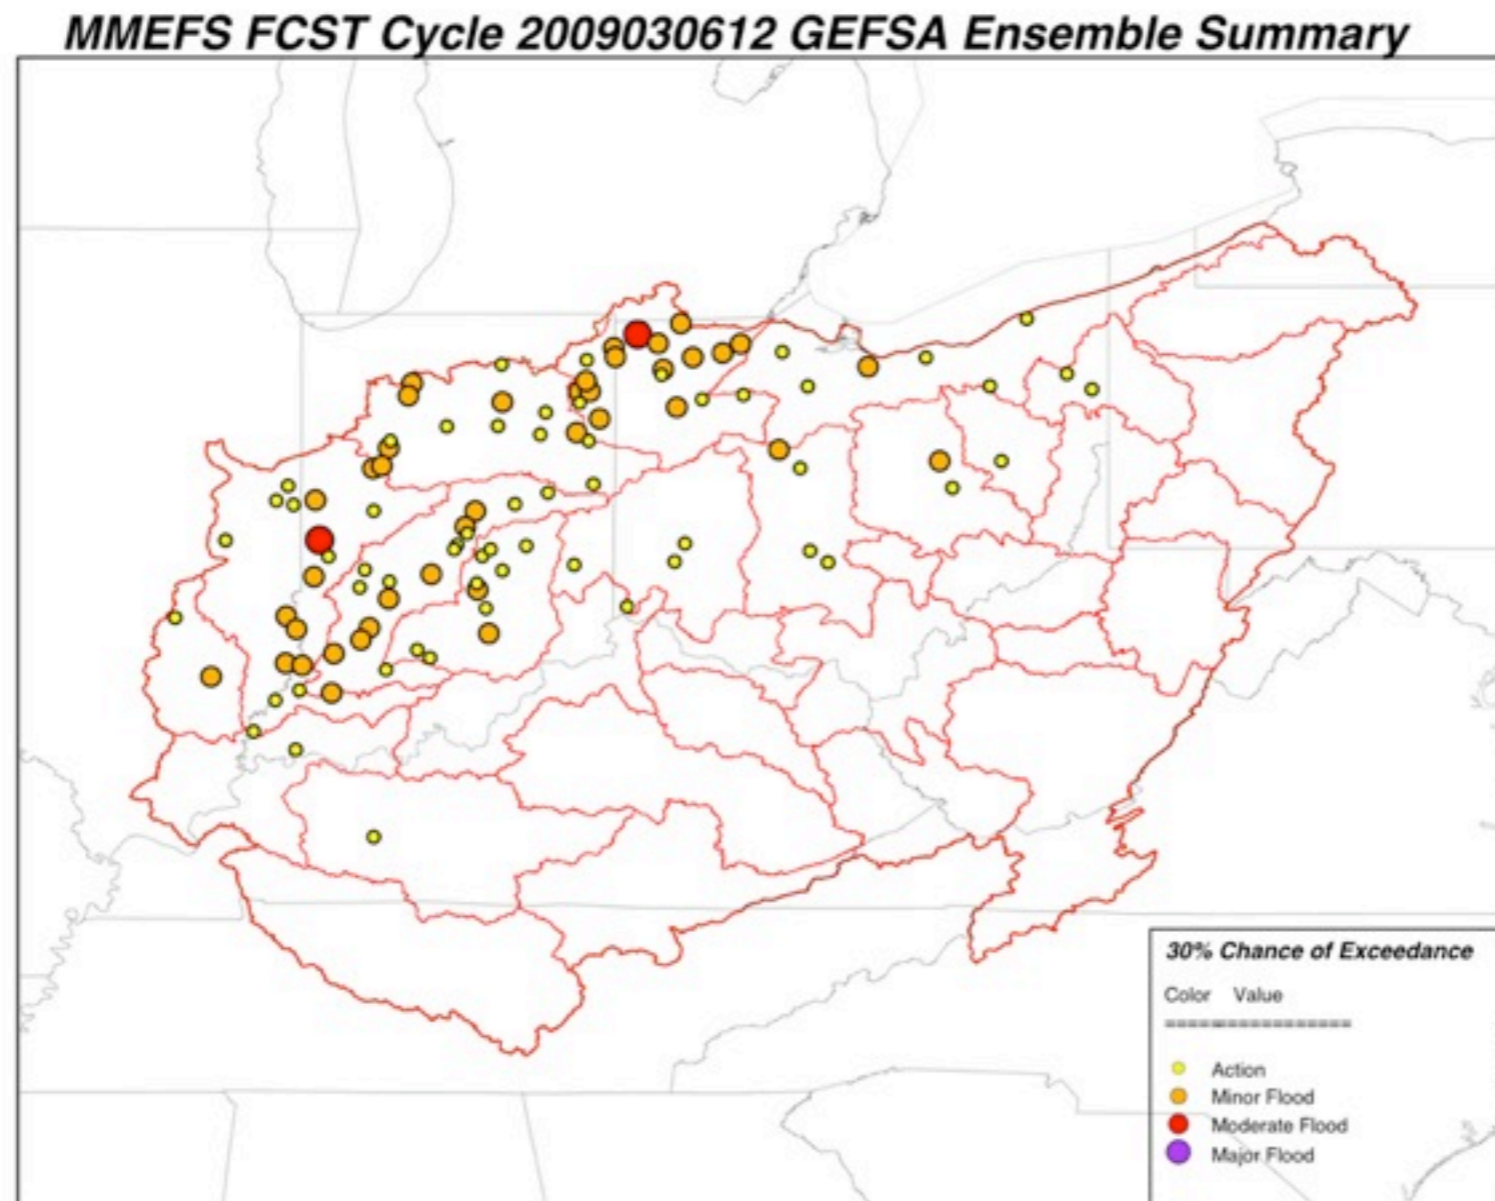 MMEFS FCST Cycle 2009030612 GEFSA Ensemble Summary
30% Chance of Exceedance
Color Value
=================
Action
Minor Flood
Moderate Flood
Major Flood